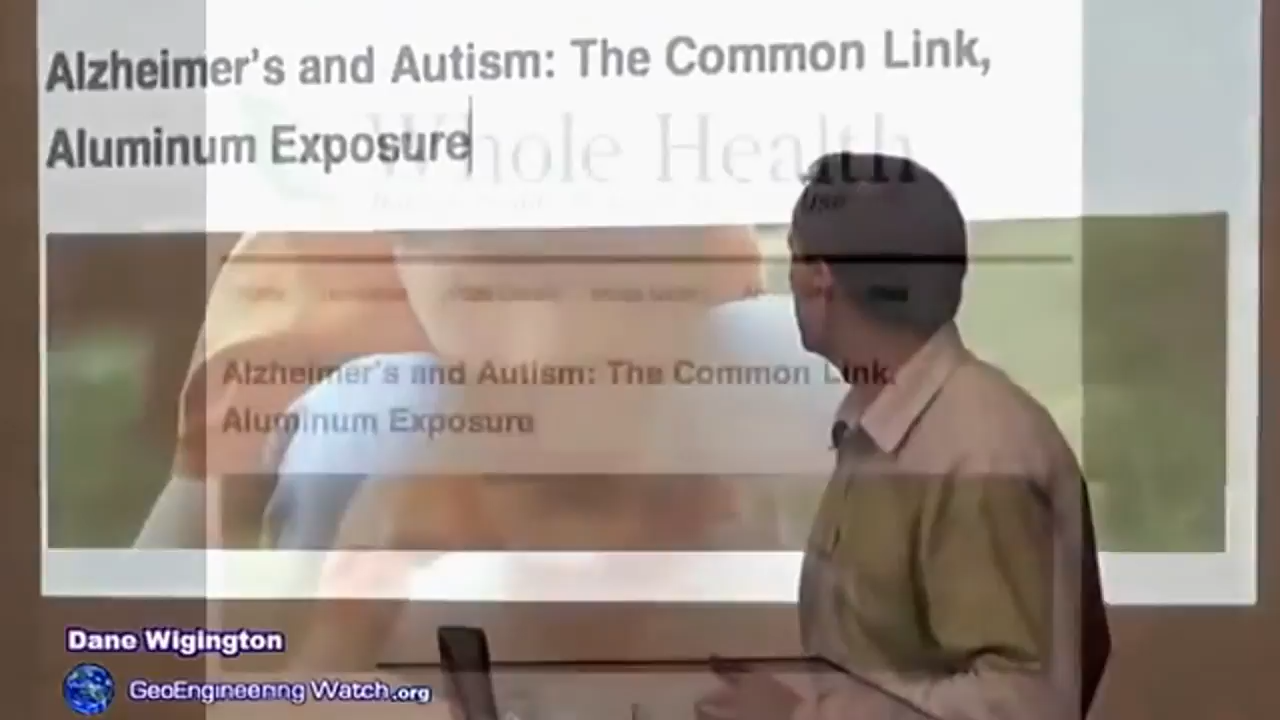 Alzheimer's and Autism: The Common Link,
Aluminum Exposure
Whole Health
Alzheimer's and Autism: The Common Link,
Aluminum Exposure
Dane Wigington
GeoEngineering Watch.org